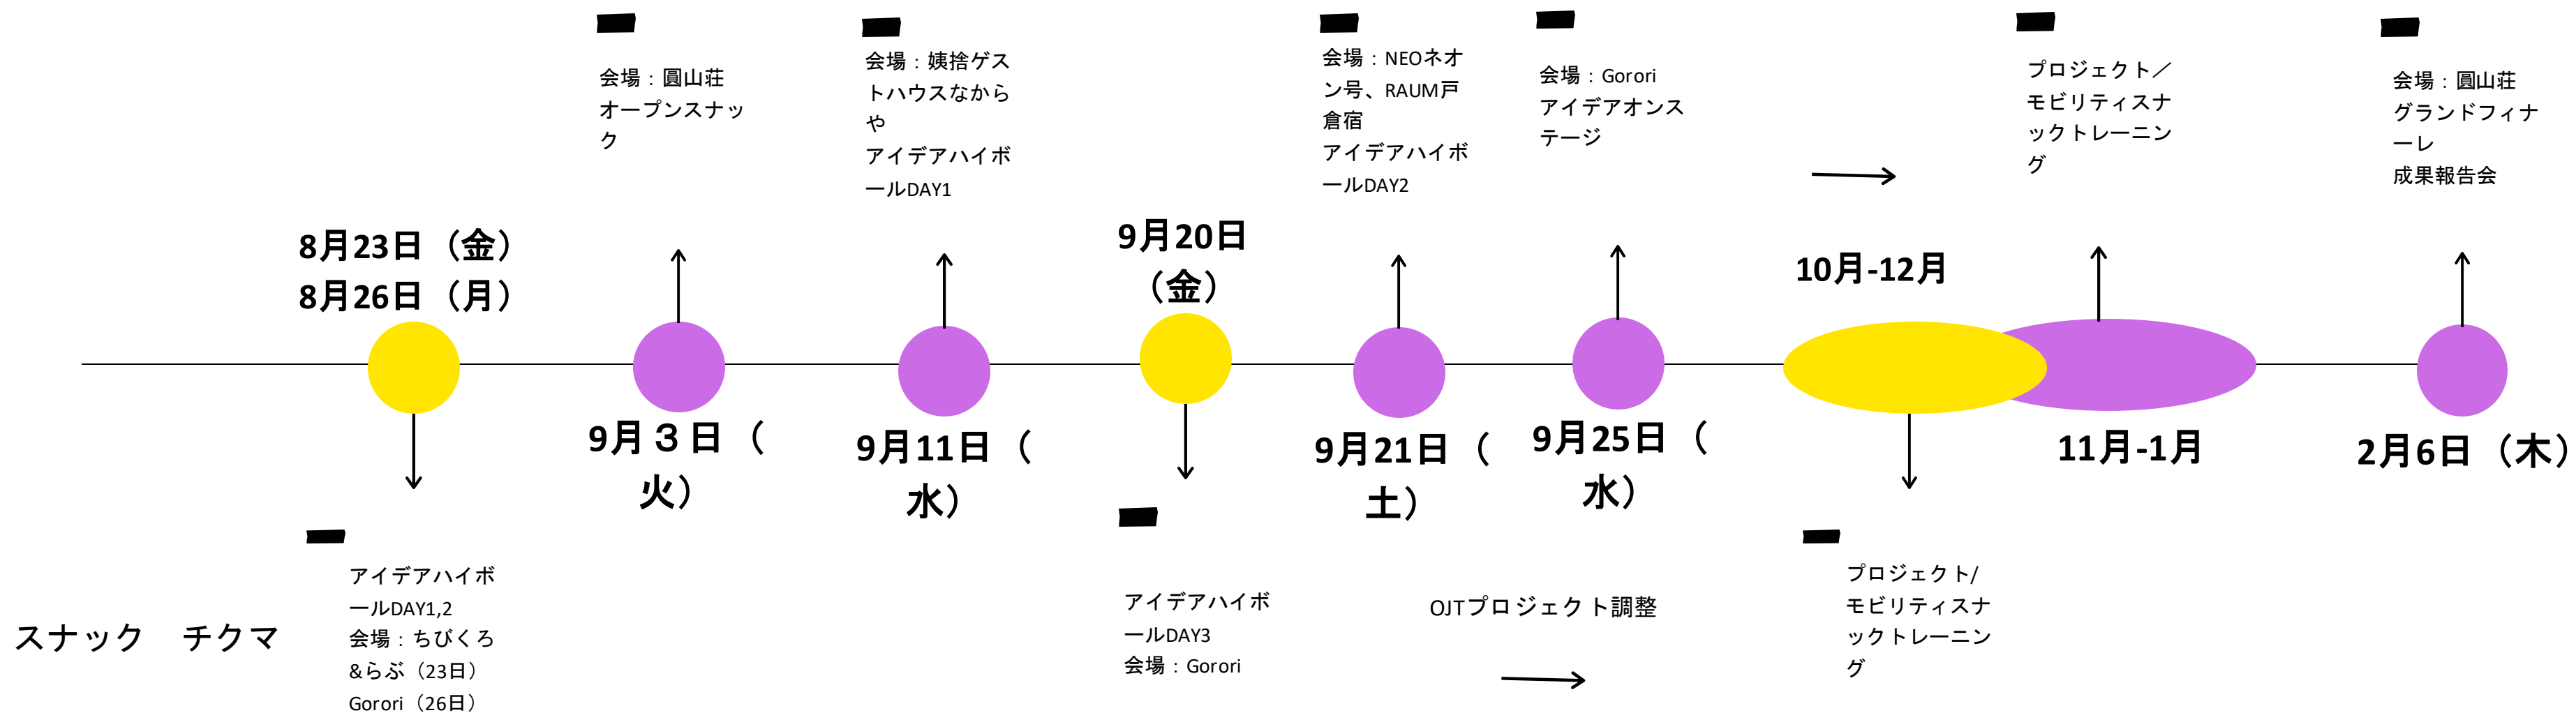 会場：圓山荘
オープンスナッ
ク
会場：姨捨ゲス
トハウスなから
や
アイデアハイボ
ールDAY1
会場：NEOネオ
ン号、RAUM戸
倉宿
アイデアハイボ
ールDAY2
会場：Gorori
アイデアオンス
テージ
プロジェクト／
モビリティスナ
ックトレーニン
グ
会場：圓山荘
グランドフィナ
ーレ
成果報告会
8月23日（金）
8月26日（月）
9月20日
（金）
10月-12月
9月３日（
火）
9月11日（
水）
9月21日（
土）
9月25日（
水）
11月-1月
2月6日（木）
スナック　チクマ
アイデアハイボ
ールDAY1,2
会場：ちびくろ
&らぶ（23日）
Gorori（26日）
アイデアハイボ
ールDAY3
会場：Gorori
OJTプロジェクト調整
プロジェクト/
モビリティスナ
ックトレーニン
グ